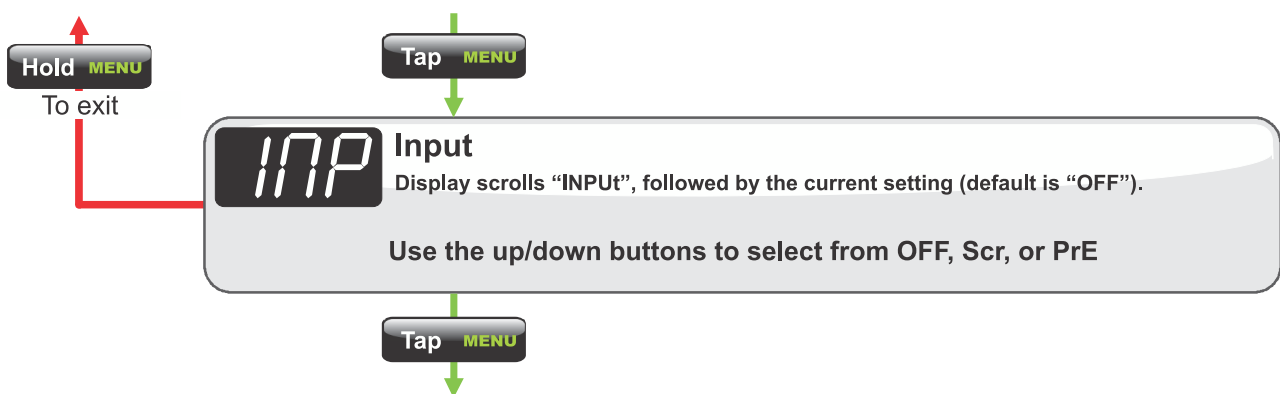 Hold MENU
To exit
Tap MENU
INP
Input
Display scrolls “INPUt”, followed by the current setting (default is “OFF”).
Use the up/down buttons to select from OFF, Scr, or PrE
Tap MENU